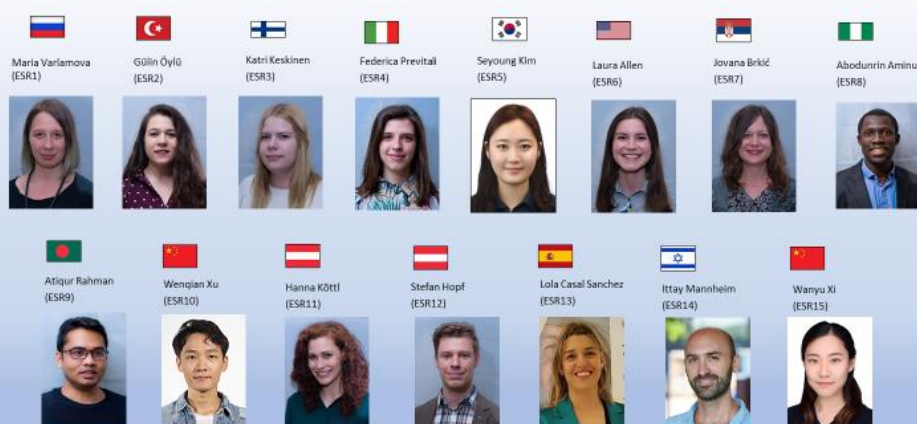 Maria Varlamova
(ESR1)
Gülin Öylü
(ESR2)
Katri Keskinen
(ESR3)
Federica Previtali
(ESR4)
Seyoung Kim
(ESR5)
Laura Allen
(ESR6)
Jovana Brkić
(ESR7)
Abodunrin Aminu
(ESR8)
Atiqur Rahman
(ESR9)
Wenqian Xu
(ESR10)
Hanna Köttl
(ESR11)
Stefan Hopf
(ESR12)
Lola Casal Sanchez
(ESR13)
Ittay Mannheim
(ESR14)
Wanyu Xi
(ESR15)